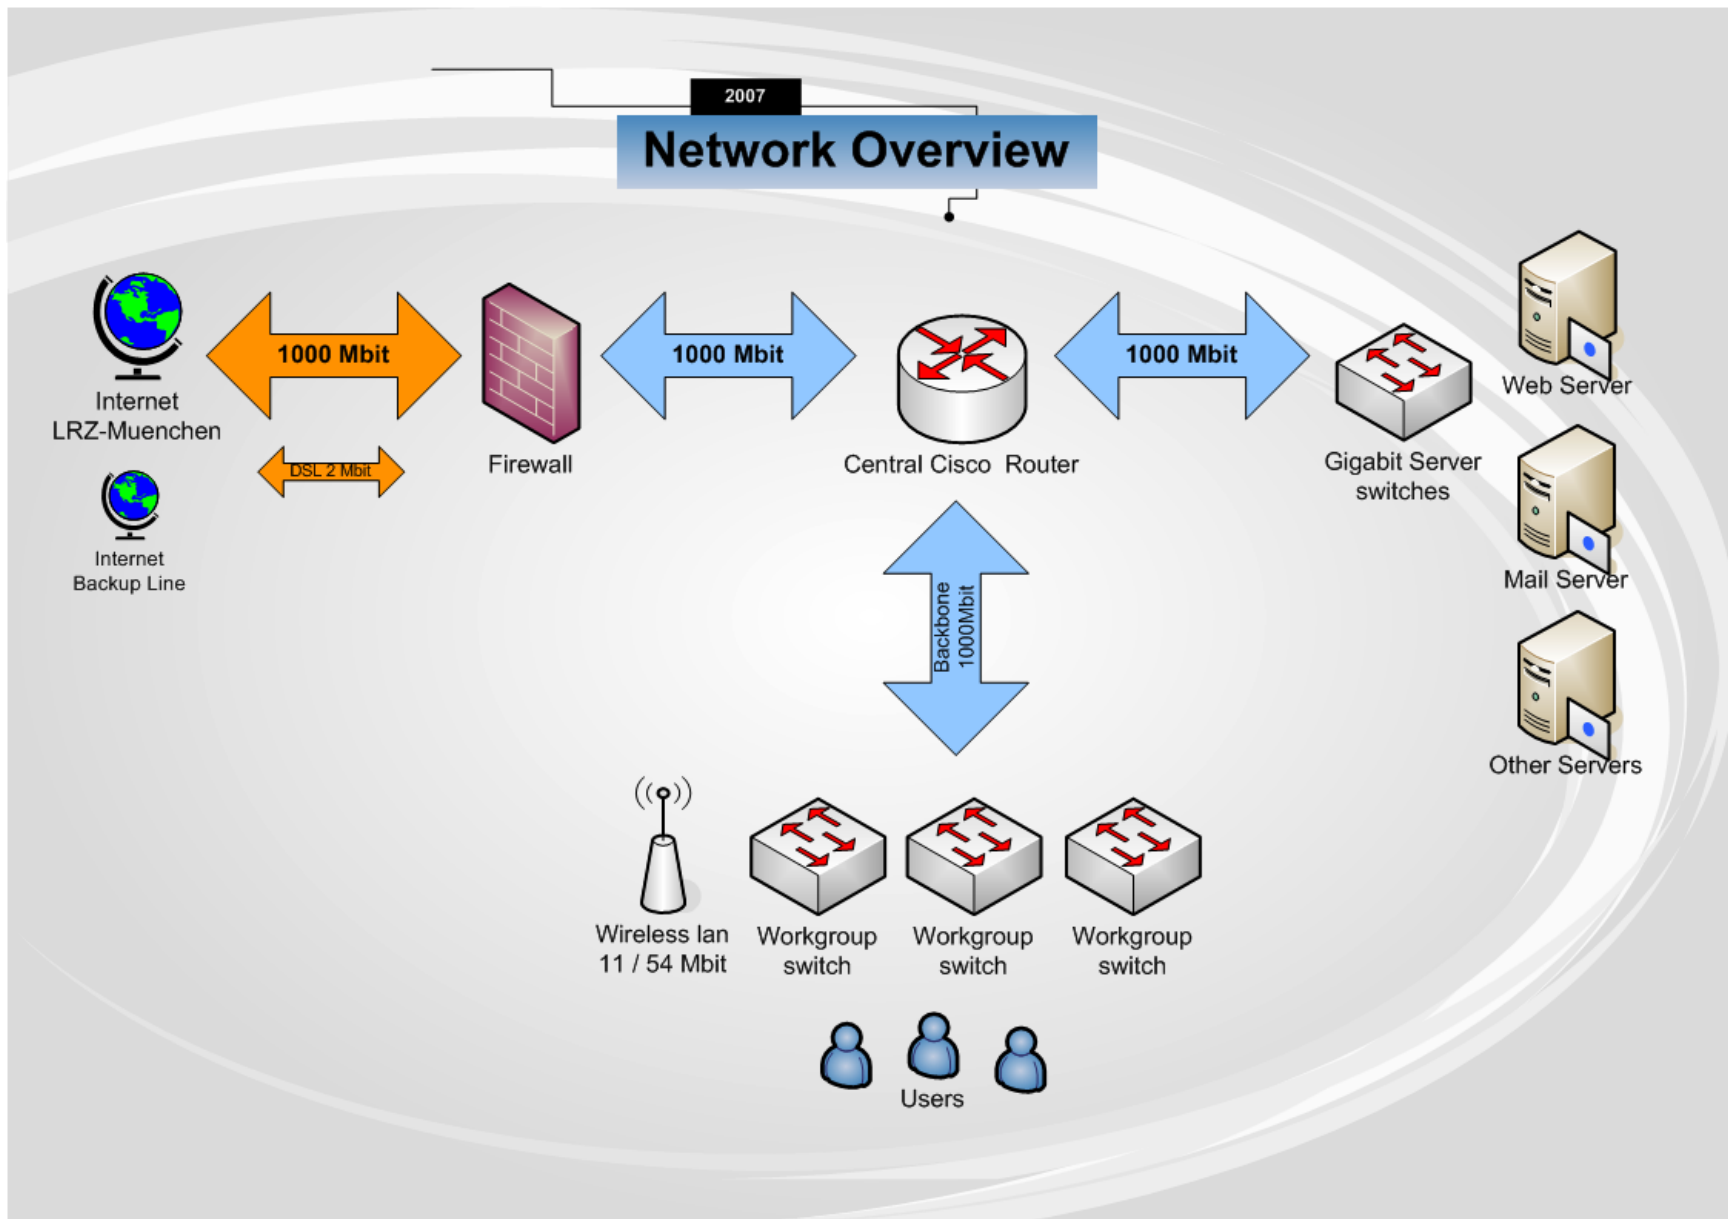 2007
Network Overview
1000 Mbit
1000 Mbit
1000 Mbit
Internet
LRZ-Muenchen
DSL 2 Mbit
Internet
Backup Line
Firewall
Central Cisco Router
Gigabit Server
switches
Web Server
Mail Server
Other Servers
Backbone
1000Mbit
Wireless lan
11 / 54 Mbit
Workgroup
switch
Workgroup
switch
Workgroup
switch
Users